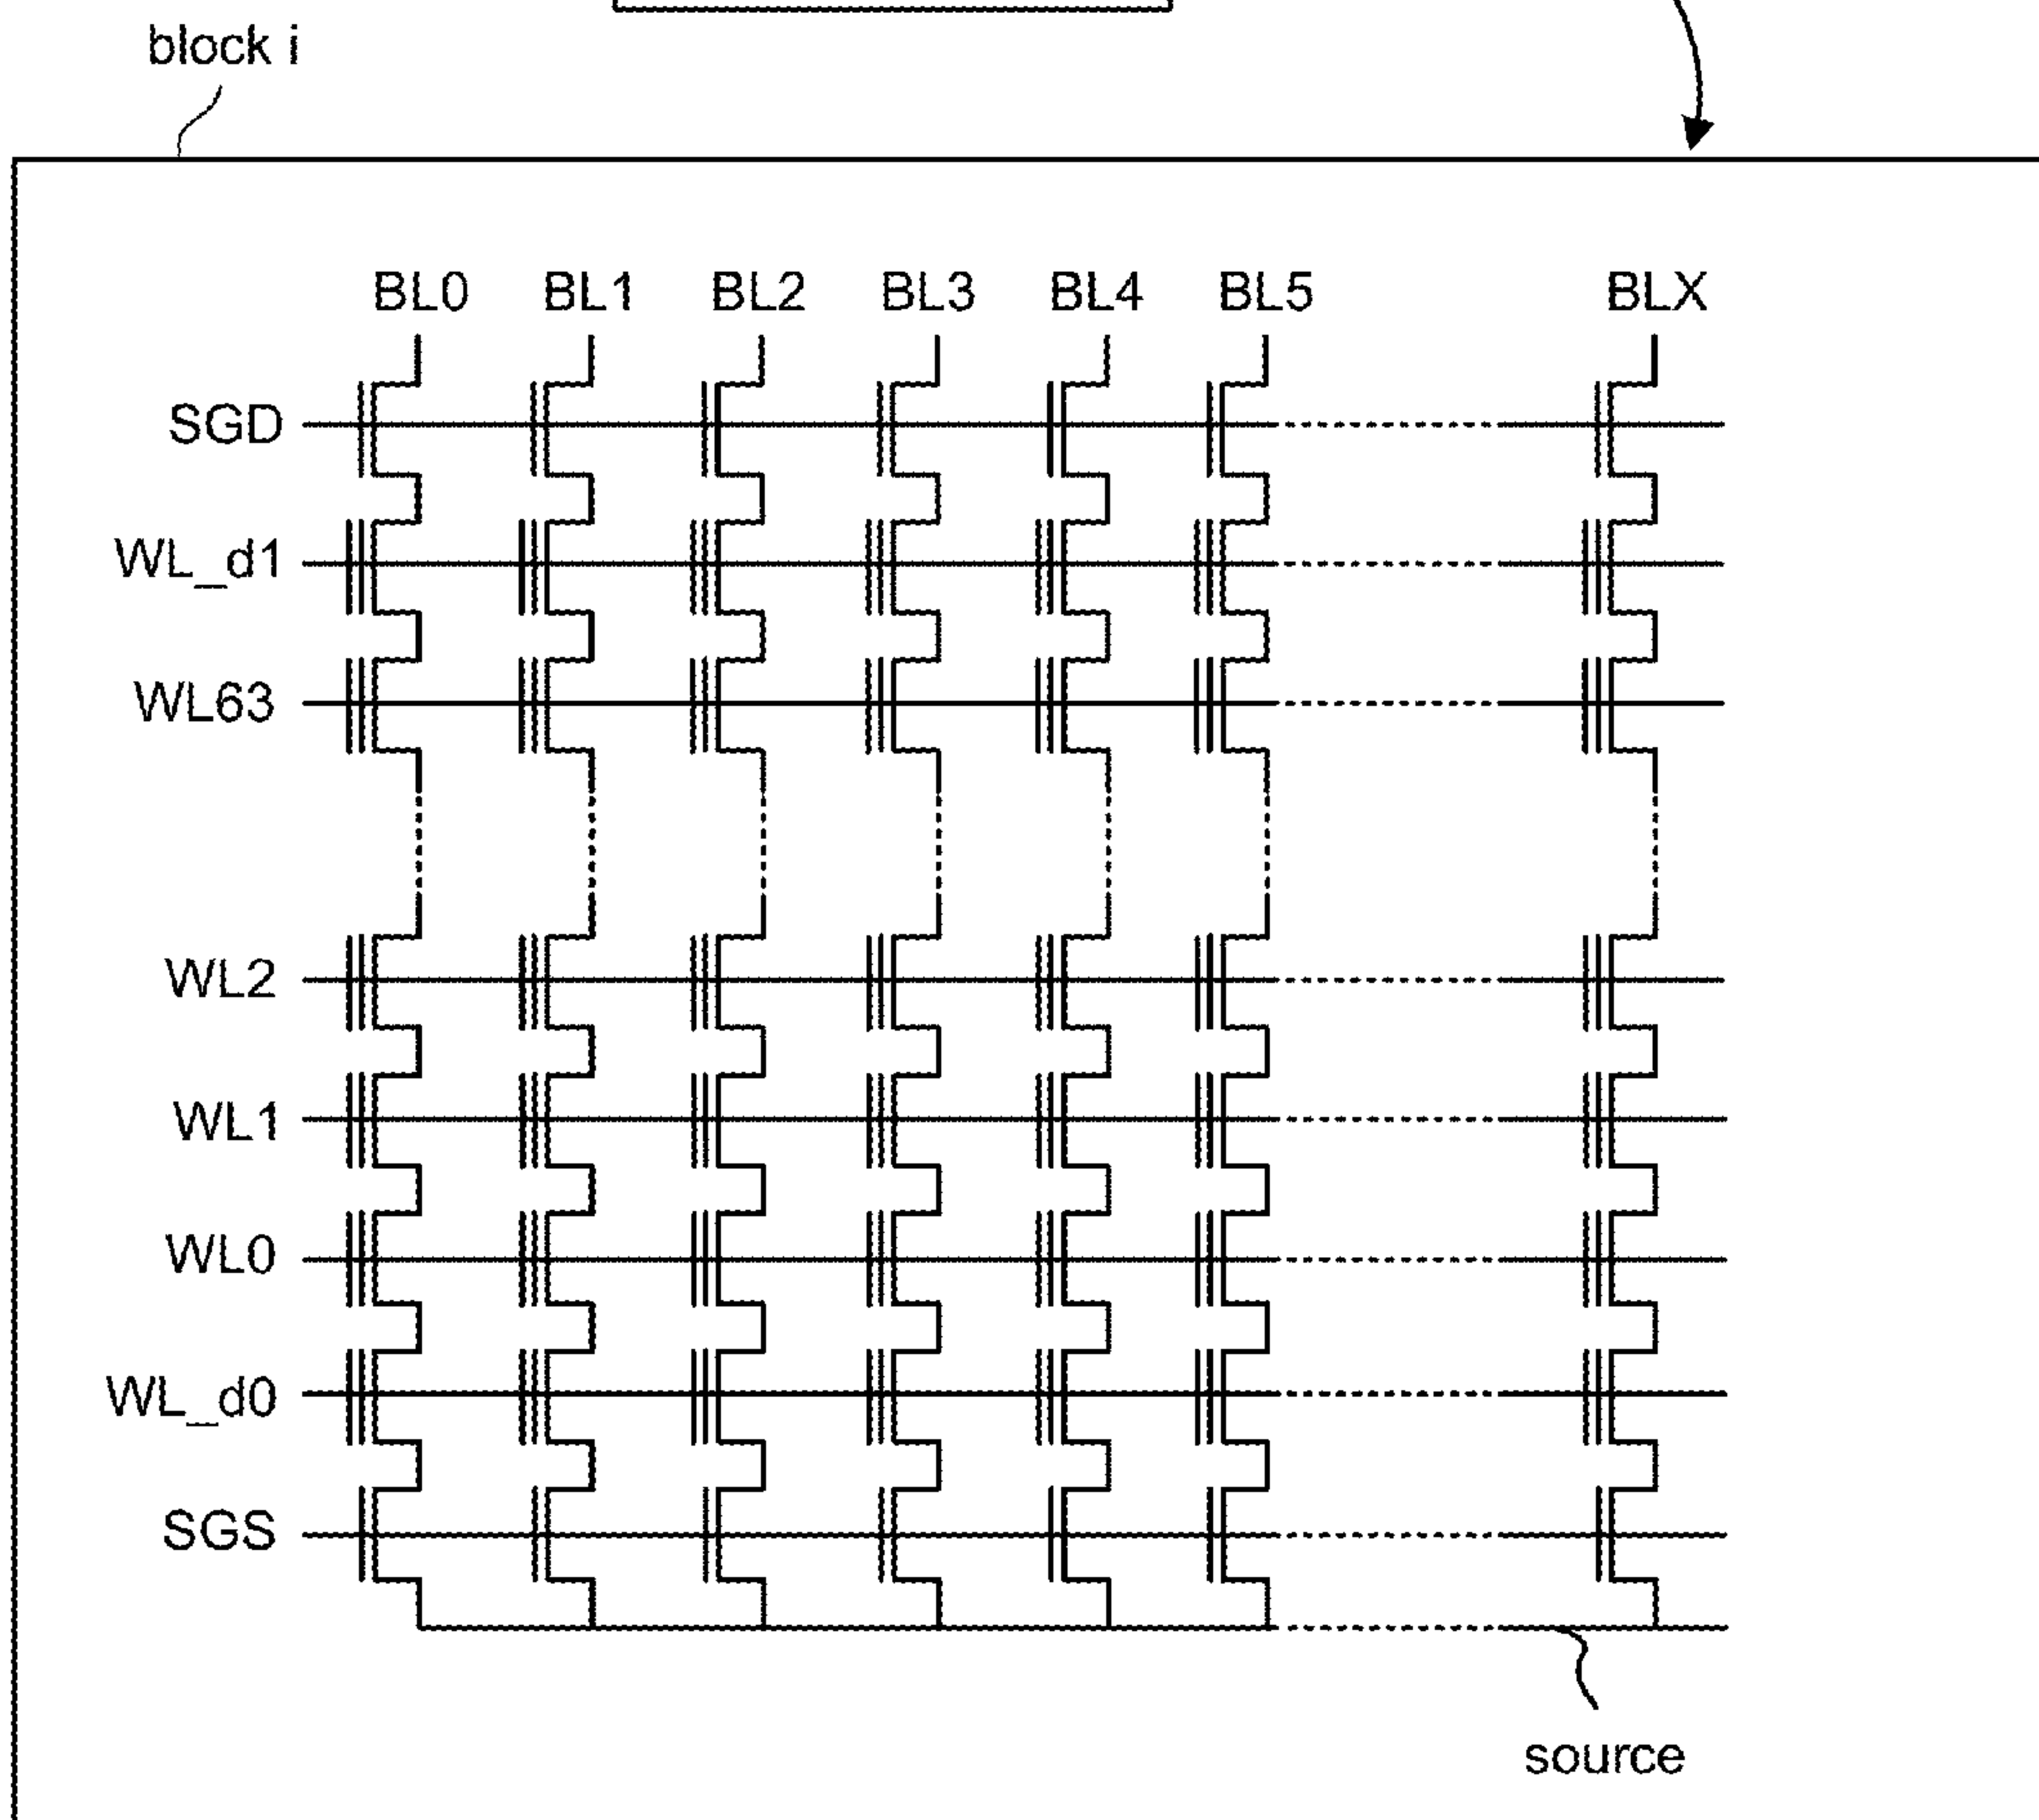 block i
BL0 BL1 BL2 BL3 BL4 BL5 BLX
SGD
WL_d1
WL63
WL2
WL1
WL0
WL_d0
SGS
source